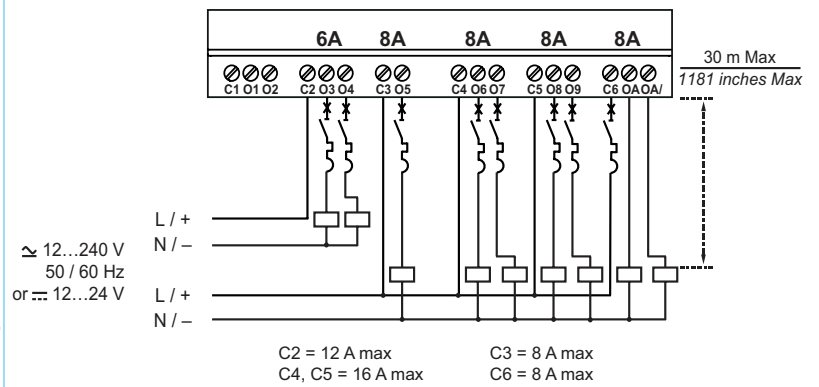 6A 8A 8A 8A 8A
C1 O1 O2 C2 O3 O4 C3 O5 C4 O6 O7 C5 O8 O9 C6 OA OA/
30 m Max
1181 inches Max
L / +
N / –
≃ 12...240 V
50 / 60 Hz
or ⎓ 12...24 V
L / +
N / –
C2 = 12 A max C3 = 8 A max
C4, C5 = 16 A max C6 = 8 A max